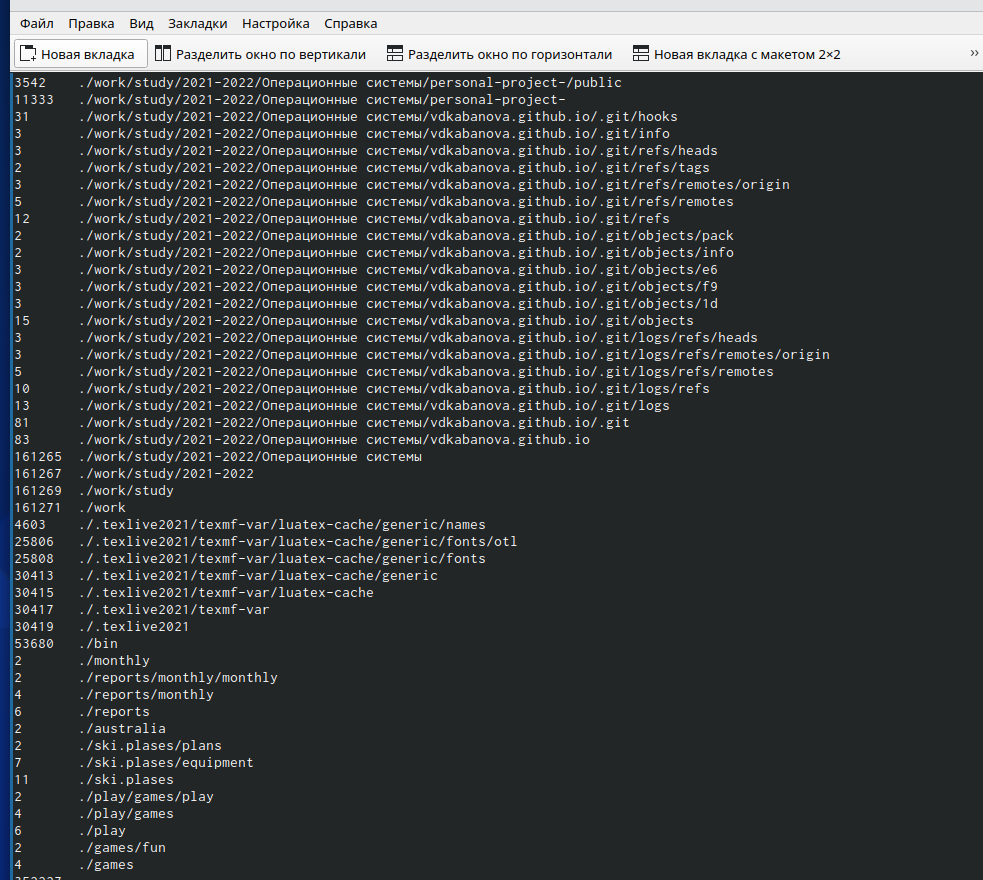 Файл Правка Вид Закладки Настройка Справка
Новая вкладка Разделить окно по вертикали Разделить окно по горизонтали Новая вкладка с макетом 2×2 »
3542 ./work/study/2021-2022/Операционные системы/personal-project-/public
11333 ./work/study/2021-2022/Операционные системы/personal-project-
31 ./work/study/2021-2022/Операционные системы/vdkabanova.github.io/.git/hooks
3 ./work/study/2021-2022/Операционные системы/vdkabanova.github.io/.git/info
3 ./work/study/2021-2022/Операционные системы/vdkabanova.github.io/.git/refs/heads
2 ./work/study/2021-2022/Операционные системы/vdkabanova.github.io/.git/refs/tags
3 ./work/study/2021-2022/Операционные системы/vdkabanova.github.io/.git/refs/remotes/origin
5 ./work/study/2021-2022/Операционные системы/vdkabanova.github.io/.git/refs/remotes
12 ./work/study/2021-2022/Операционные системы/vdkabanova.github.io/.git/refs
2 ./work/study/2021-2022/Операционные системы/vdkabanova.github.io/.git/objects/pack
2 ./work/study/2021-2022/Операционные системы/vdkabanova.github.io/.git/objects/info
3 ./work/study/2021-2022/Операционные системы/vdkabanova.github.io/.git/objects/e6
3 ./work/study/2021-2022/Операционные системы/vdkabanova.github.io/.git/objects/f9
3 ./work/study/2021-2022/Операционные системы/vdkabanova.github.io/.git/objects/1d
15 ./work/study/2021-2022/Операционные системы/vdkabanova.github.io/.git/objects
3 ./work/study/2021-2022/Операционные системы/vdkabanova.github.io/.git/logs/refs/heads
3 ./work/study/2021-2022/Операционные системы/vdkabanova.github.io/.git/logs/refs/remotes/origin
5 ./work/study/2021-2022/Операционные системы/vdkabanova.github.io/.git/logs/refs/remotes
10 ./work/study/2021-2022/Операционные системы/vdkabanova.github.io/.git/logs/refs
13 ./work/study/2021-2022/Операционные системы/vdkabanova.github.io/.git/logs
81 ./work/study/2021-2022/Операционные системы/vdkabanova.github.io/.git
83 ./work/study/2021-2022/Операционные системы/vdkabanova.github.io
161265 ./work/study/2021-2022/Операционные системы
161267 ./work/study/2021-2022
161269 ./work/study
161271 ./work
4603 ./.texlive2021/texmf-var/luatex-cache/generic/names
25806 ./.texlive2021/texmf-var/luatex-cache/generic/fonts/otl
25808 ./.texlive2021/texmf-var/luatex-cache/generic/fonts
30413 ./.texlive2021/texmf-var/luatex-cache/generic
30415 ./.texlive2021/texmf-var/luatex-cache
30417 ./.texlive2021/texmf-var
30419 ./.texlive2021
53680 ./bin
2 ./monthly
2 ./reports/monthly/monthly
4 ./reports/monthly
6 ./reports
2 ./australia
2 ./ski.plases/plans
7 ./ski.plases/equipment
11 ./ski.plases
2 ./play/games/play
4 ./play/games
6 ./play
2 ./games/fun
4 ./games